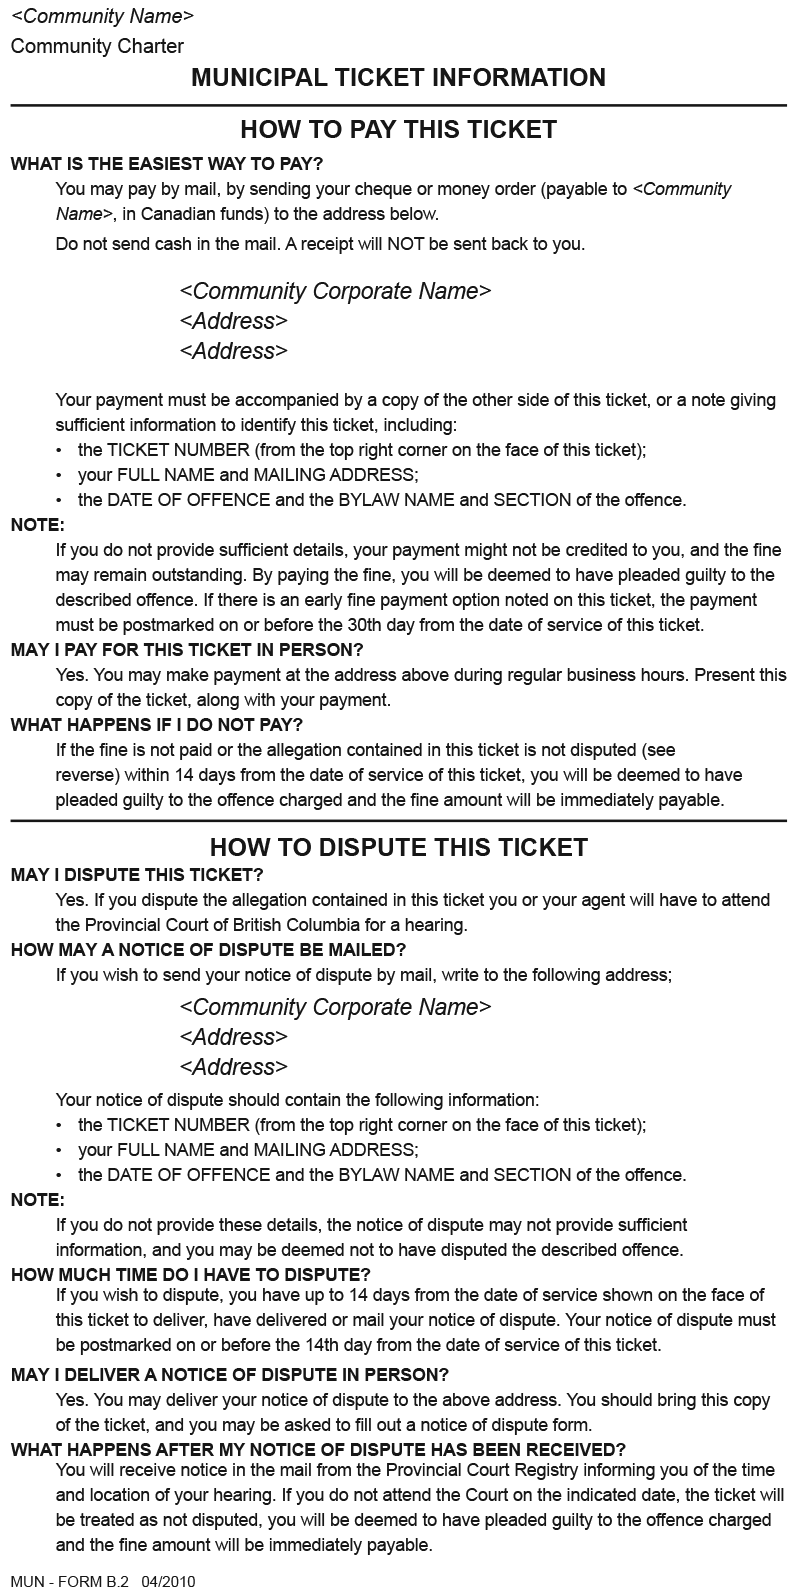 <Community Name>
Community Charter
MUNICIPAL TICKET INFORMATION
HOW TO PAY THIS TICKET
WHAT IS THE EASIEST WAY TO PAY?
You may pay by mail, by sending your cheque or money order (payable to <Community
Name>, in Canadian funds) to the address below.
Do not send cash in the mail. A receipt will NOT be sent back to you.
<Community Corporate Name>
<Address>
<Address>
Your payment must be accompanied by a copy of the other side of this ticket, or a note giving
sufficient information to identify this ticket, including:
• the TICKET NUMBER (from the top right corner on the face of this ticket);
• your FULL NAME and MAILING ADDRESS;
• the DATE OF OFFENCE and the BYLAW NAME and SECTION of the offence.
NOTE:
If you do not provide sufficient details, your payment might not be credited to you, and the fine
may remain outstanding. By paying the fine, you will be deemed to have pleaded guilty to the
described offence. If there is an early fine payment option noted on this ticket, the payment
must be postmarked on or before the 30th day from the date of service of this ticket.
MAY I PAY FOR THIS TICKET IN PERSON?
Yes. You may make payment at the address above during regular business hours. Present this
copy of the ticket, along with your payment.
WHAT HAPPENS IF I DO NOT PAY?
If the fine is not paid or the allegation contained in this ticket is not disputed (see
reverse) within 14 days from the date of service of this ticket, you will be deemed to have
pleaded guilty to the offence charged and the fine amount will be immediately payable.
HOW TO DISPUTE THIS TICKET
MAY I DISPUTE THIS TICKET?
Yes. If you dispute the allegation contained in this ticket you or your agent will have to attend
the Provincial Court of British Columbia for a hearing.
HOW MAY A NOTICE OF DISPUTE BE MAILED?
If you wish to send your notice of dispute by mail, write to the following address;
<Community Corporate Name>
<Address>
<Address>
Your notice of dispute should contain the following information:
• the TICKET NUMBER (from the top right corner on the face of this ticket);
• your FULL NAME and MAILING ADDRESS;
• the DATE OF OFFENCE and the BYLAW NAME and SECTION of the offence.
NOTE:
If you do not provide these details, the notice of dispute may not provide sufficient
information, and you may be deemed not to have disputed the described offence.
HOW MUCH TIME DO I HAVE TO DISPUTE?
If you wish to dispute, you have up to 14 days from the date of service shown on the face of
this ticket to deliver, have delivered or mail your notice of dispute. Your notice of dispute must
be postmarked on or before the 14th day from the date of service of this ticket.
MAY I DELIVER A NOTICE OF DISPUTE IN PERSON?
Yes. You may deliver your notice of dispute to the above address. You should bring this copy
of the ticket, and you may be asked to fill out a notice of dispute form.
WHAT HAPPENS AFTER MY NOTICE OF DISPUTE HAS BEEN RECEIVED?
You will receive notice in the mail from the Provincial Court Registry informing you of the time
and location of your hearing. If you do not attend the Court on the indicated date, the ticket will
be treated as not disputed, you will be deemed to have pleaded guilty to the offence charged
and the fine amount will be immediately payable.
MUN - FORM B.2 04/2010